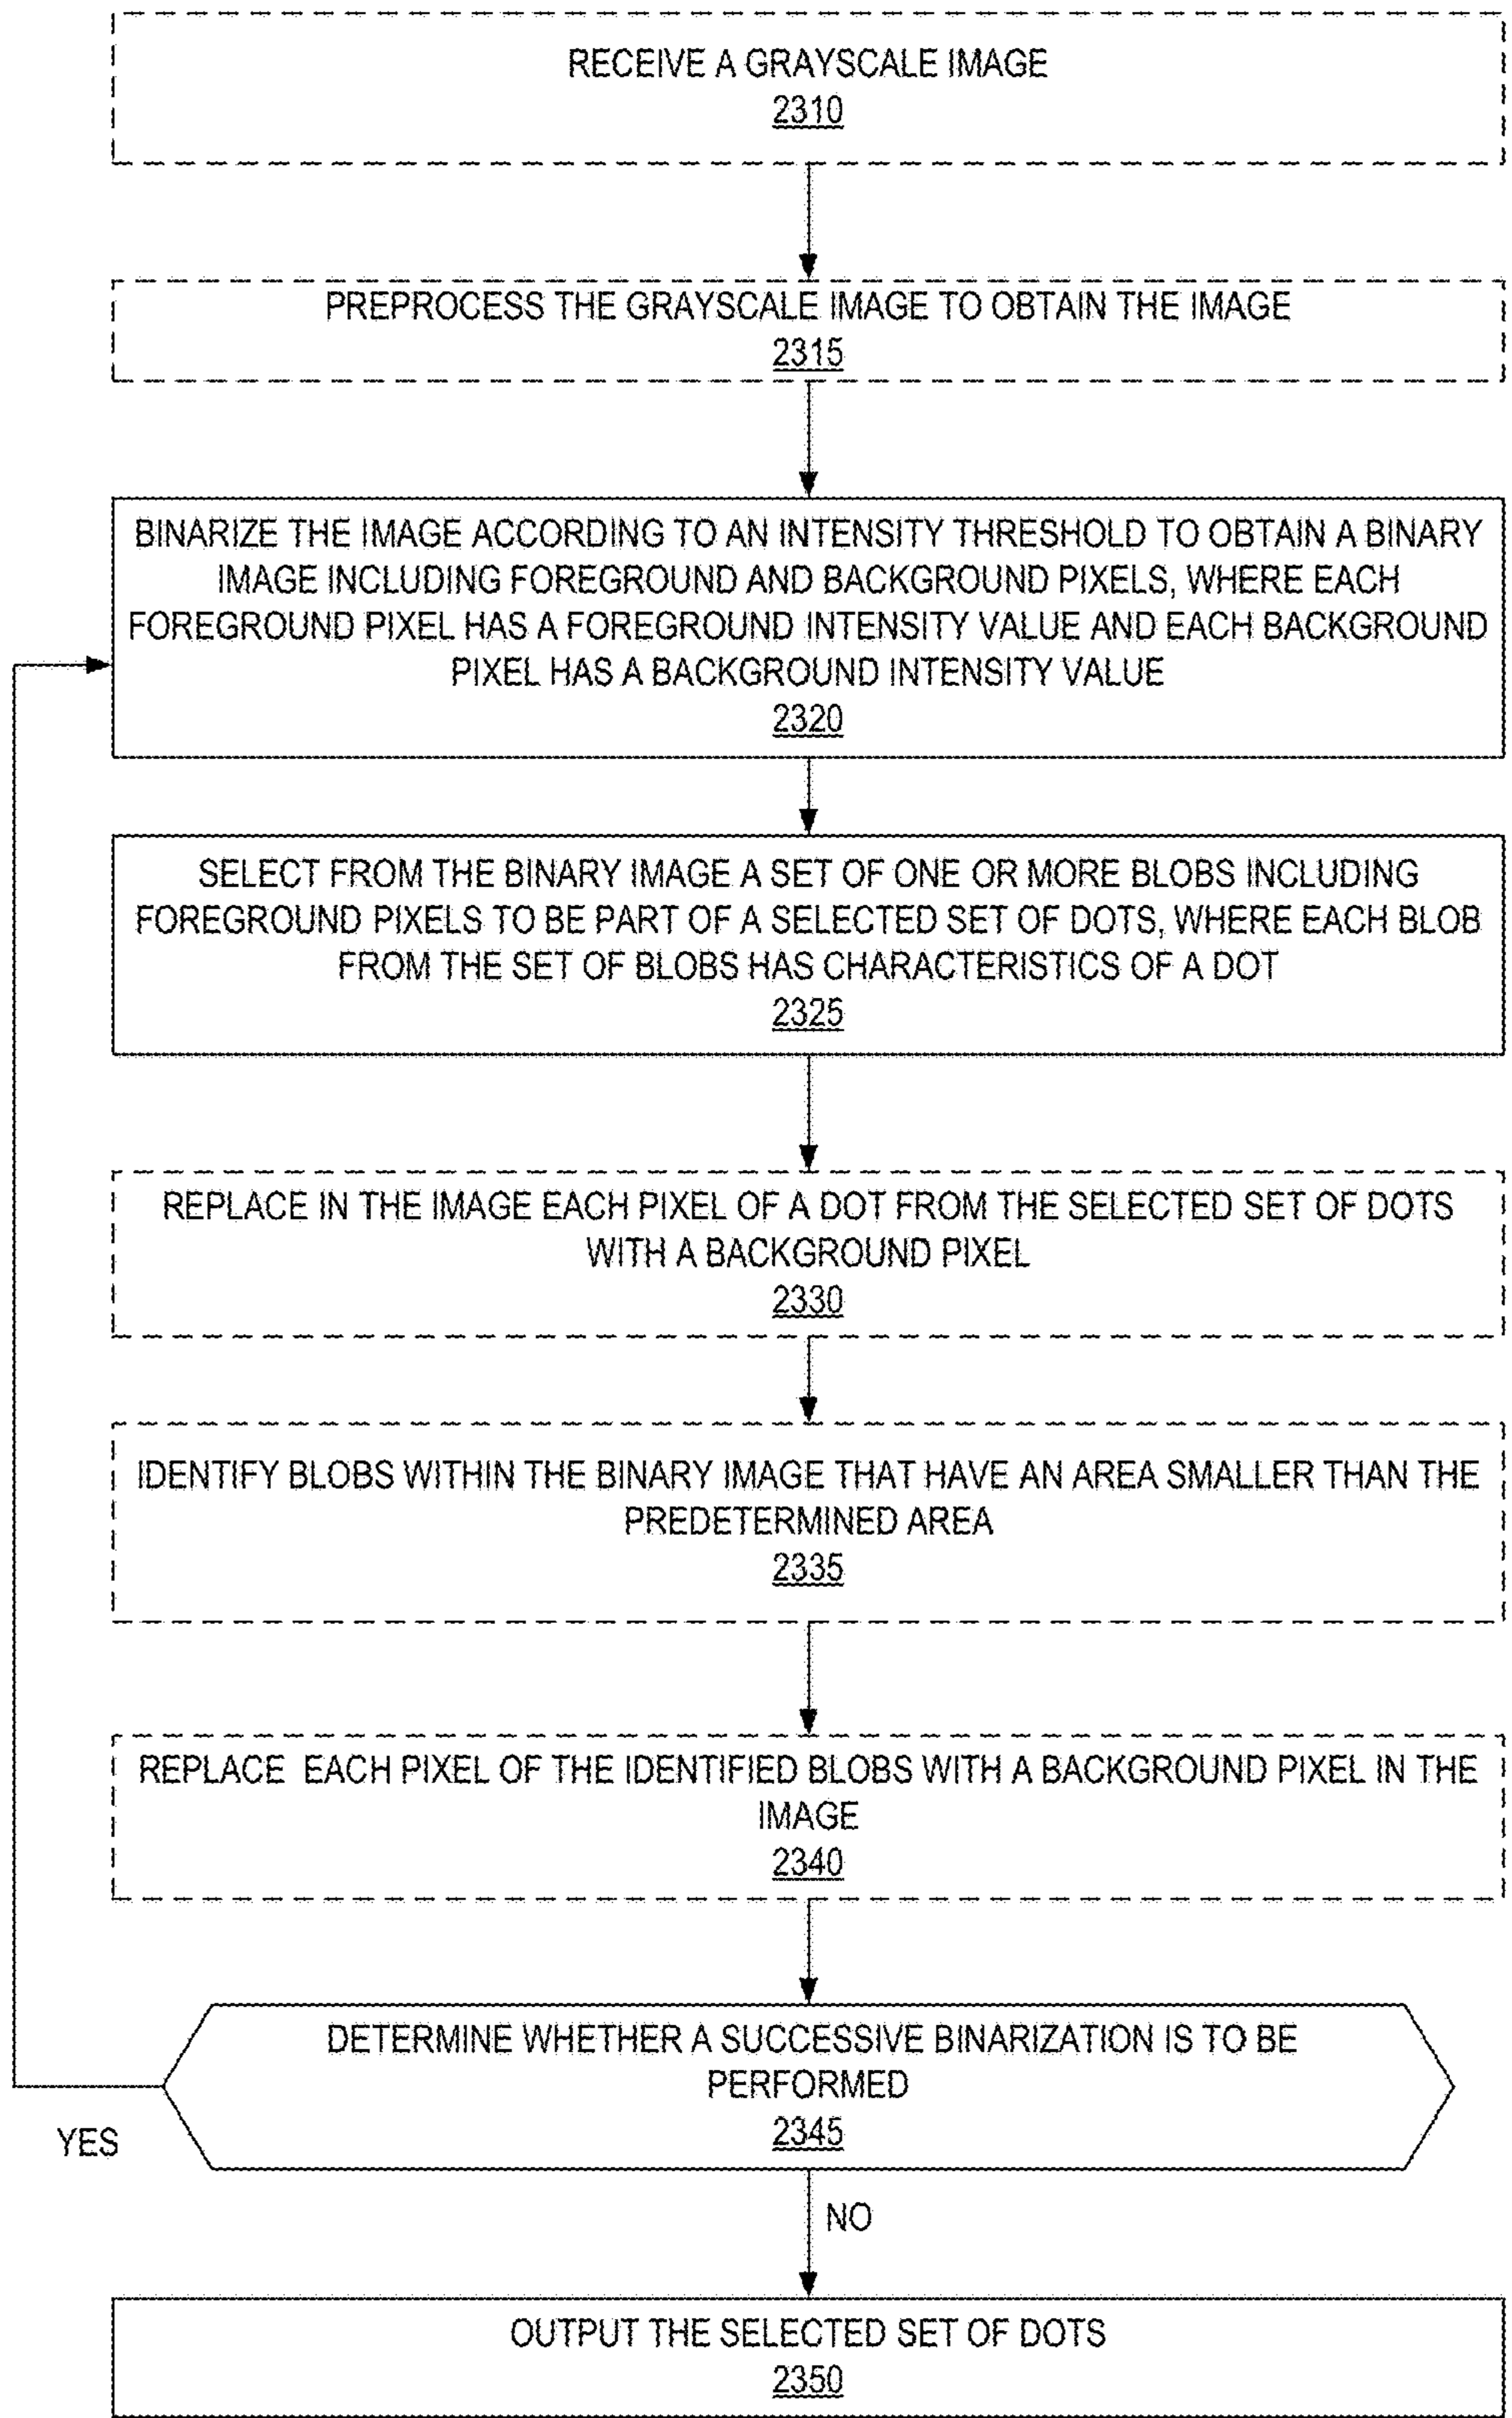 RECEIVE A GRAYSCALE IMAGE
2310
PREPROCESS THE GRAYSCALE IMAGE TO OBTAIN THE IMAGE
2315
BINARIZE THE IMAGE ACCORDING TO AN INTENSITY THRESHOLD TO OBTAIN A BINARY
IMAGE INCLUDING FOREGROUND AND BACKGROUND PIXELS, WHERE EACH
FOREGROUND PIXEL HAS A FOREGROUND INTENSITY VALUE AND EACH BACKGROUND
PIXEL HAS A BACKGROUND INTENSITY VALUE
2320
SELECT FROM THE BINARY IMAGE A SET OF ONE OR MORE BLOBS INCLUDING
FOREGROUND PIXELS TO BE PART OF A SELECTED SET OF DOTS, WHERE EACH BLOB
FROM THE SET OF BLOBS HAS CHARACTERISTICS OF A DOT
2325
REPLACE IN THE IMAGE EACH PIXEL OF A DOT FROM THE SELECTED SET OF DOTS
WITH A BACKGROUND PIXEL
2330
IDENTIFY BLOBS WITHIN THE BINARY IMAGE THAT HAVE AN AREA SMALLER THAN THE
PREDETERMINED AREA
2335
REPLACE EACH PIXEL OF THE IDENTIFIED BLOBS WITH A BACKGROUND PIXEL IN THE
IMAGE
2340
DETERMINE WHETHER A SUCCESSIVE BINARIZATION IS TO BE
PERFORMED
2345
YES
NO
OUTPUT THE SELECTED SET OF DOTS
2350